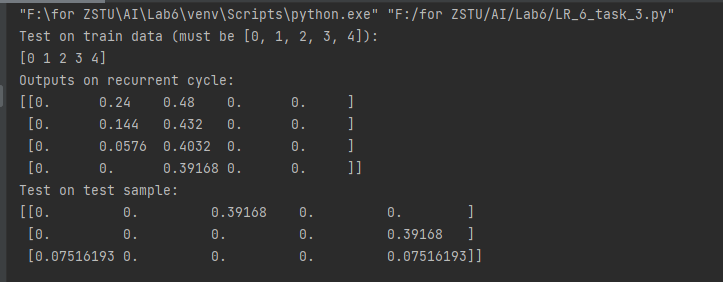 "F:\for ZSTU\AI\Lab6\venv\Scripts\python.exe" "F:/for ZSTU/AI/Lab6/LR_6_task_3.py"
Test on train data (must be [0, 1, 2, 3, 4]):
[0 1 2 3 4]
Outputs on recurrent cycle:
[[0.      0.24    0.48    0.      0.     ]
 [0.      0.144   0.432   0.      0.     ]
 [0.      0.0576  0.4032  0.      0.     ]
 [0.      0.      0.39168 0.      0.     ]]
Test on test sample:
[[0.         0.         0.39168    0.         0.        ]
 [0.         0.         0.         0.         0.39168   ]
 [0.07516193 0.         0.         0.         0.07516193]]